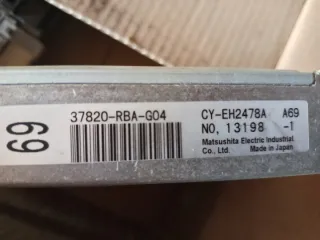 37820-RBA-G04 CY-EH2478A A69
NO, 13198 -1
69
Matsushita Electric Industrial
Co., Ltd. Made in Japan